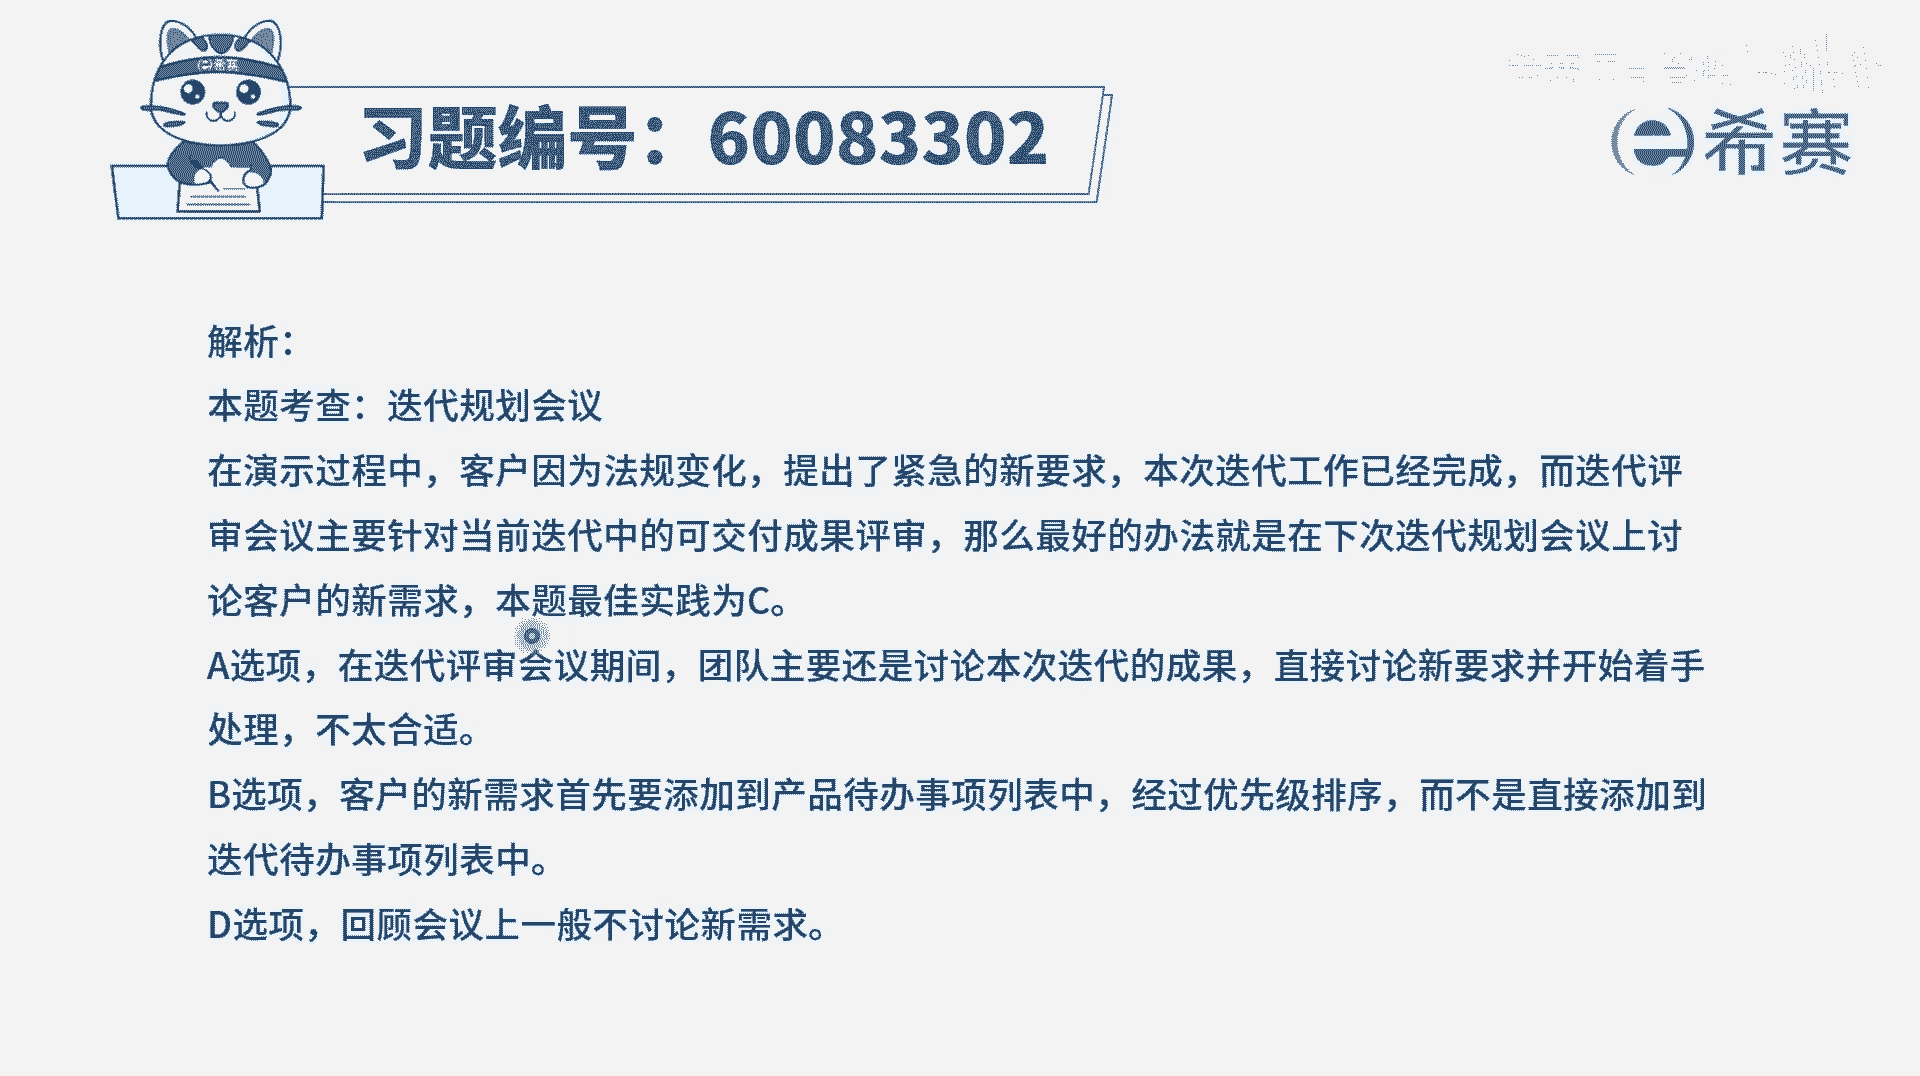 希赛
习题编号：60083302
希赛
解析：
本题考查：迭代规划会议
在演示过程中，客户因为法规变化，提出了紧急的新要求，本次迭代工作已经完成，而迭代评
审会议主要针对当前迭代中的可交付成果评审，那么最好的办法就是在下次迭代规划会议上讨
论客户的新需求，本题最佳实践为C。
A选项，在迭代评审会议期间，团队主要还是讨论本次迭代的成果，直接讨论新要求并开始着手
处理，不太合适。
B选项，客户的新需求首先要添加到产品待办事项列表中，经过优先级排序，而不是直接添加到
迭代待办事项列表中。
D选项，回顾会议上一般不讨论新需求。